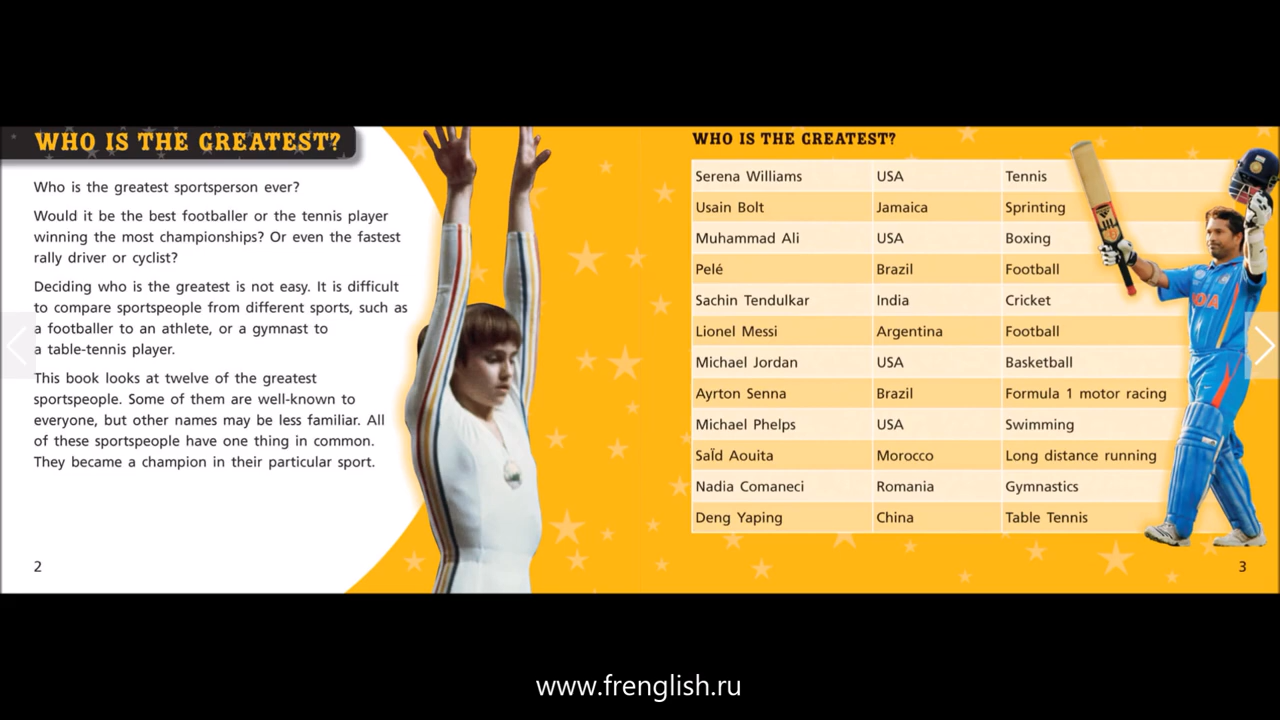 WHO IS THE GREATEST?
Who is the greatest sportsperson ever?
Would it be the best footballer or the tennis player
winning the most championships? Or even the fastest
rally driver or cyclist?
Deciding who is the greatest is not easy. It is difficult
to compare sportspeople from different sports, such as
a footballer to an athlete, or a gymnast to
a table-tennis player.
This book looks at twelve of the greatest
sportspeople. Some of them are well-known to
everyone, but other names may be less familiar. All
of these sportspeople have one thing in common.
They became a champion in their particular sport.
2
WHO IS THE GREATEST?
Serena Williams USA Tennis
Usain Bolt Jamaica Sprinting
Muhammad Ali USA Boxing
Pelé Brazil Football
Sachin Tendulkar India Cricket
Lionel Messi Argentina Football
Michael Jordan USA Basketball
Ayrton Senna Brazil Formula 1 motor racing
Michael Phelps USA Swimming
SaÏd Aouita Morocco Long distance running
Nadia Comaneci Romania Gymnastics
Deng Yaping China Table Tennis
3
www.frenglish.ru